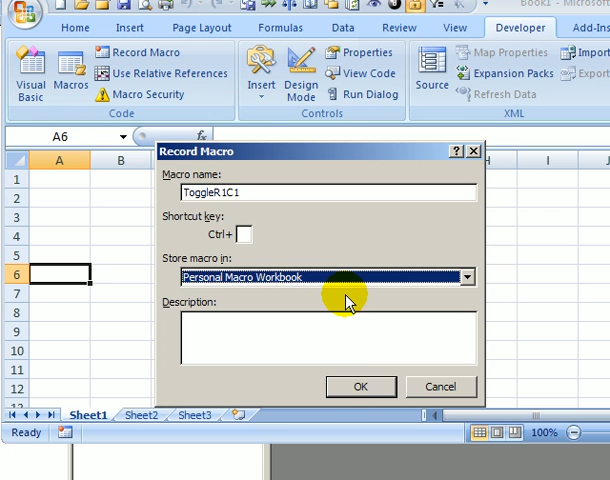 Book1 - Microsoft
Home Insert Page Layout Formulas Data Review View Developer Add-Ins
Record Macro
Use Relative References
Macro Security
Visual Basic
Macros
Code
Insert
Design Mode
Properties
View Code
Run Dialog
Controls
Source
Map Properties
Expansion Packs
Refresh Data
Import
Export
XML
A6 fx
A B H I J
1
2
3
4
5
6
7
8
9
10
11
12
13
Record Macro
Macro name:
ToggleR1C1
Shortcut key:
Ctrl+
Store macro in:
Personal Macro Workbook
Description:
OK Cancel
Sheet1 Sheet2 Sheet3
Ready 100%